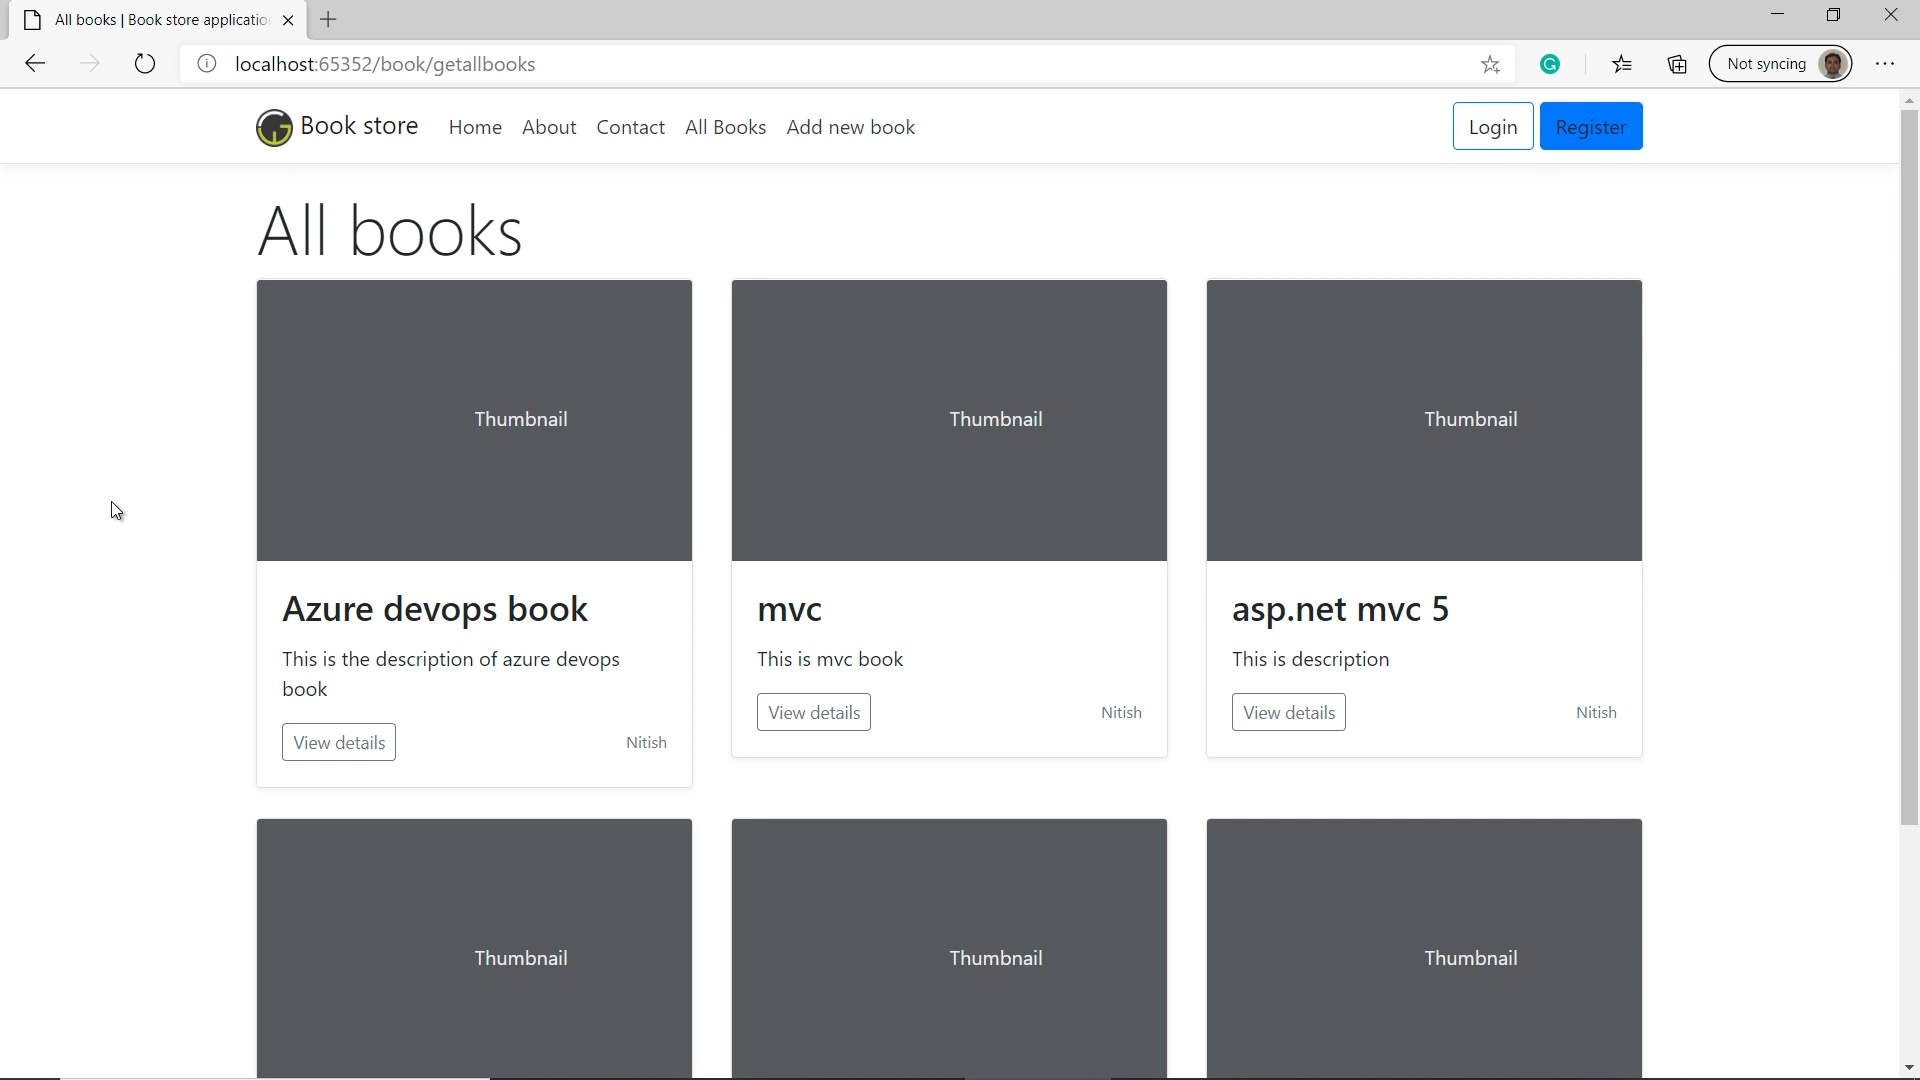 All books | Book store applicatio
localhost:65352/book/getallbooks
Not syncing
Book store
Home
About
Contact
All Books
Add new book
Login
Register
All books
Thumbnail
Thumbnail
Thumbnail
Azure devops book
This is the description of azure devops
book
View details
Nitish
mvc
This is mvc book
View details
Nitish
asp.net mvc 5
This is description
View details
Nitish
Thumbnail
Thumbnail
Thumbnail